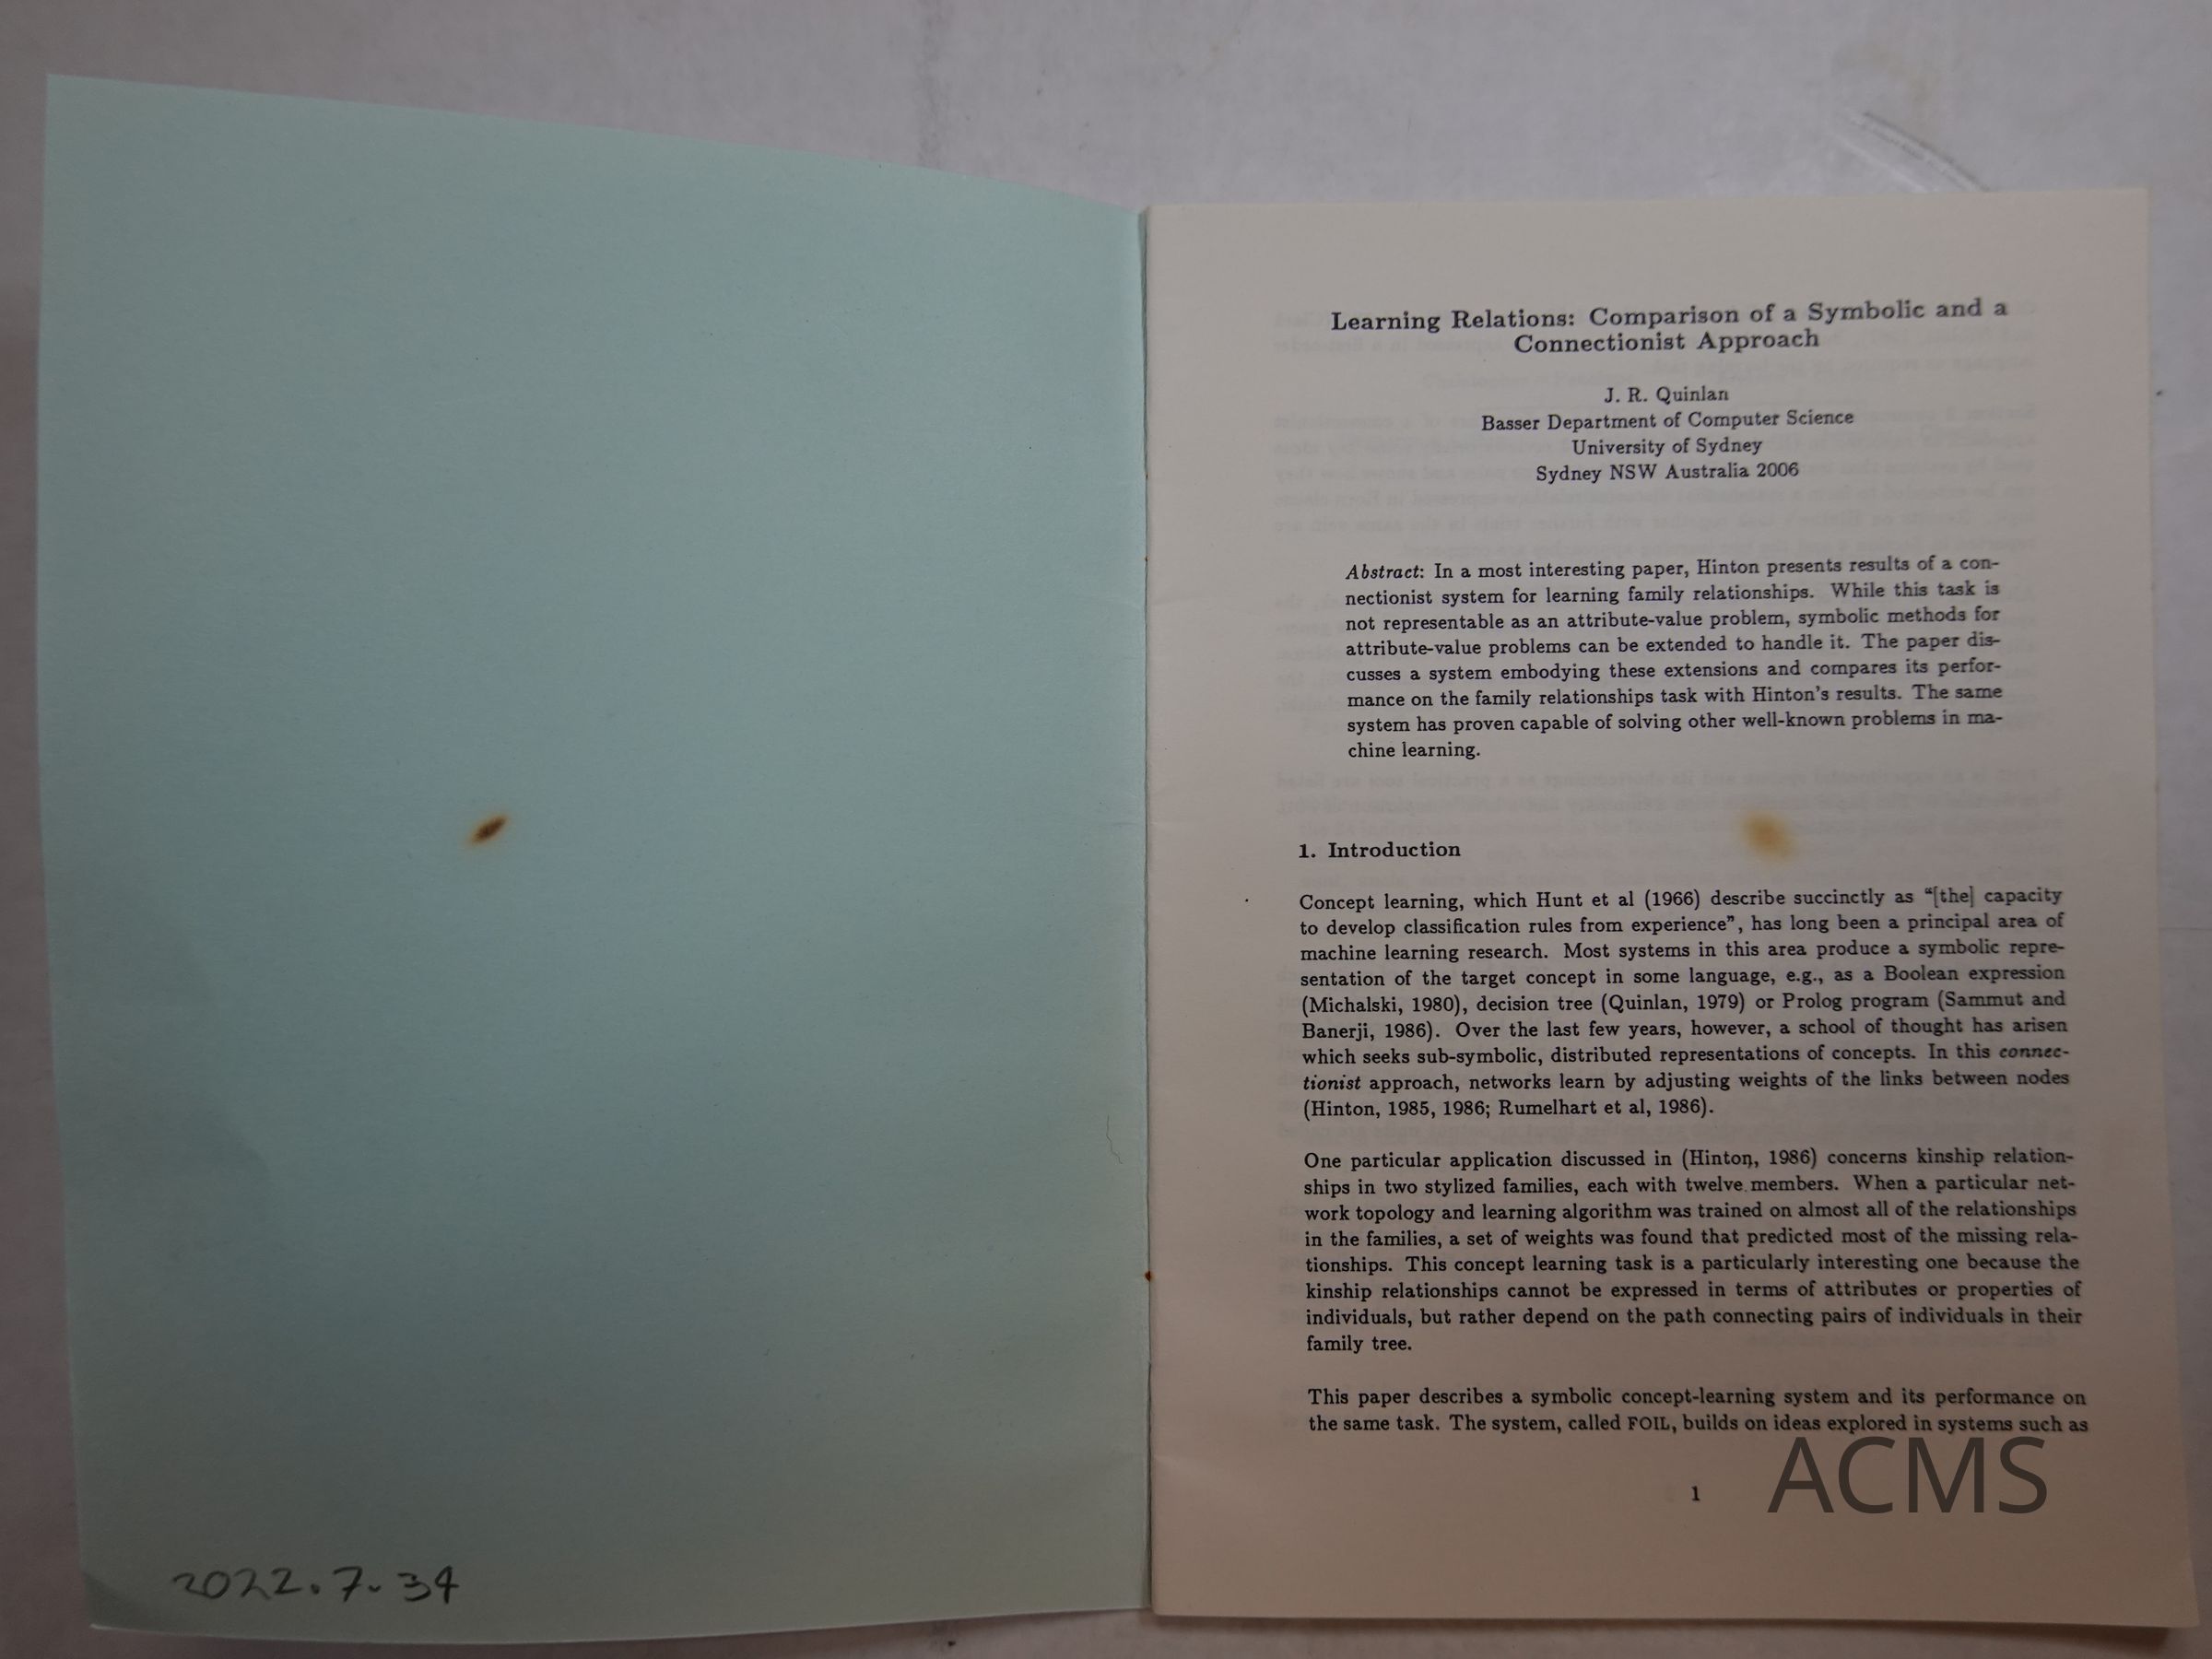 2022.7.34
Learning Relations: Comparison of a Symbolic and a
Connectionist Approach
J. R. Quinlan
Basser Department of Computer Science
University of Sydney
Sydney NSW Australia 2006
Abstract: In a most interesting paper, Hinton presents results of a con-
nectionist system for learning family relationships. While this task is
not representable as an attribute-value problem, symbolic methods for
attribute-value problems can be extended to handle it. The paper dis-
cusses a system embodying these extensions and compares its perfor-
mance on the family relationships task with Hinton's results. The same
system has proven capable of solving other well-known problems in ma-
chine learning.
1. Introduction
Concept learning, which Hunt et al (1966) describe succinctly as “[the] capacity
to develop classification rules from experience”, has long been a principal area of
machine learning research. Most systems in this area produce a symbolic repre-
sentation of the target concept in some language, e.g., as a Boolean expression
(Michalski, 1980), decision tree (Quinlan, 1979) or Prolog program (Sammut and
Banerji, 1986). Over the last few years, however, a school of thought has arisen
which seeks sub-symbolic, distributed representations of concepts. In this connec-
tionist approach, networks learn by adjusting weights of the links between nodes
(Hinton, 1985, 1986; Rumelhart et al, 1986).
One particular application discussed in (Hinton, 1986) concerns kinship relation-
ships in two stylized families, each with twelve members. When a particular net-
work topology and learning algorithm was trained on almost all of the relationships
in the families, a set of weights was found that predicted most of the missing rela-
tionships. This concept learning task is a particularly interesting one because the
kinship relationships cannot be expressed in terms of attributes or properties of
individuals, but rather depend on the path connecting pairs of individuals in their
family tree.
This paper describes a symbolic concept-learning system and its performance on
the same task. The system, called FOIL, builds on ideas explored in systems such as
1
ACMS